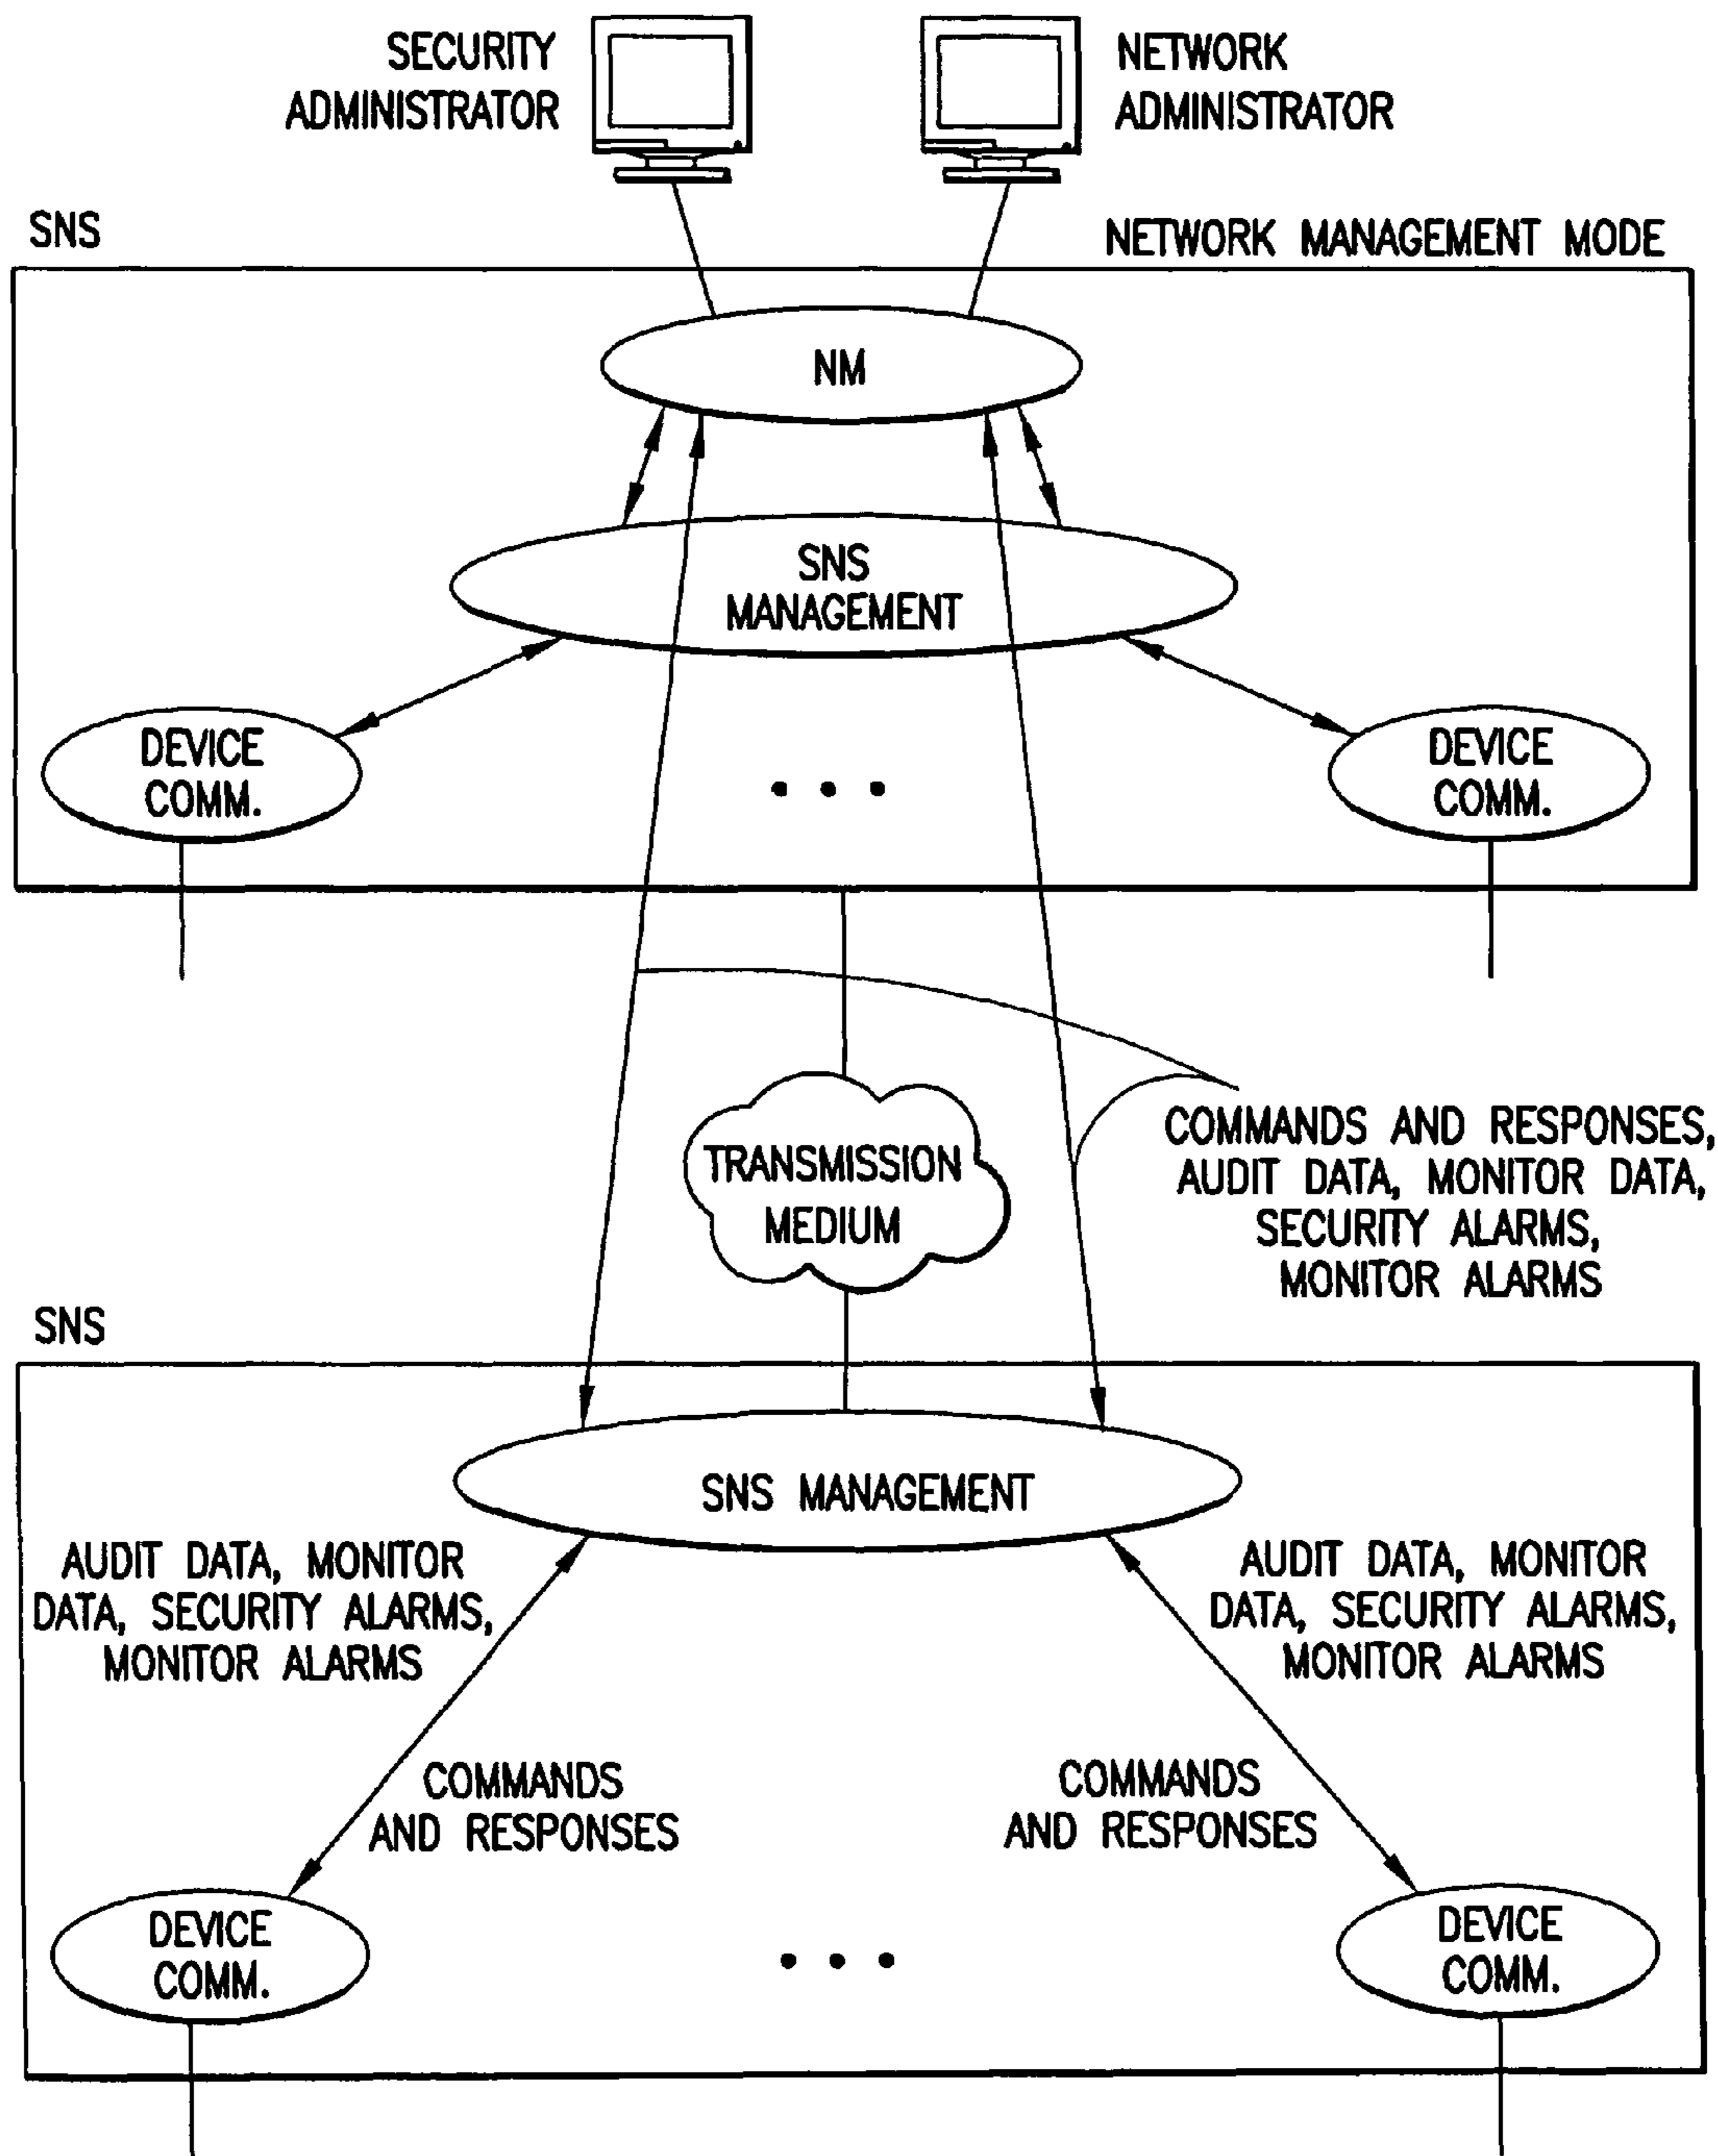 SECURITY
ADMINISTRATOR
NETWORK
ADMINISTRATOR
SNS
NETWORK MANAGEMENT MODE
NM
SNS
MANAGEMENT
DEVICE
COMM.
DEVICE
COMM.
TRANSMISSION
MEDIUM
COMMANDS AND RESPONSES,
AUDIT DATA, MONITOR DATA,
SECURITY ALARMS,
MONITOR ALARMS
SNS
SNS MANAGEMENT
AUDIT DATA, MONITOR
DATA, SECURITY ALARMS,
MONITOR ALARMS
AUDIT DATA, MONITOR
DATA, SECURITY ALARMS,
MONITOR ALARMS
COMMANDS
AND RESPONSES
COMMANDS
AND RESPONSES
DEVICE
COMM.
DEVICE
COMM.